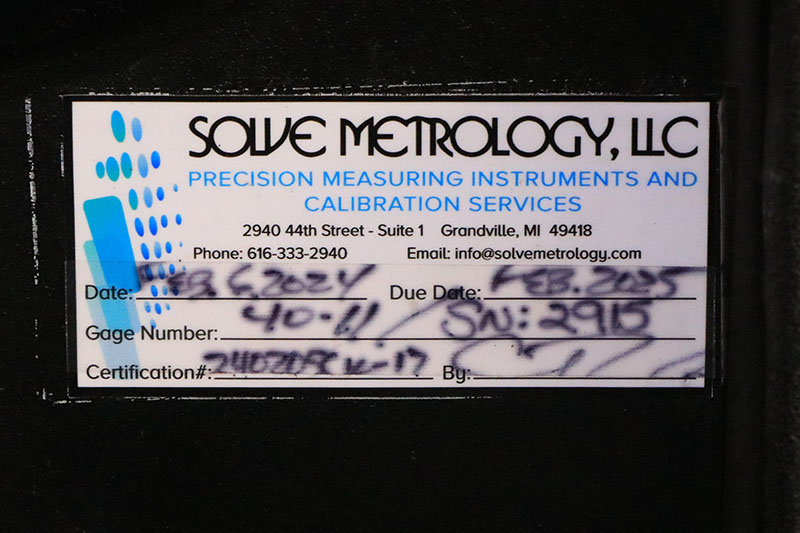 SOLVE METROLOGY, LLC
PRECISION MEASURING INSTRUMENTS AND
CALIBRATION SERVICES
2940 44th Street - Suite 1 Grandville, MI 49418
Phone: 616-333-2940 Email: info@solvemetrology.com
Date: FEB. 6, 2024 Due Date: FEB. 2025
Gage Number: 40-11 / SN: 2915
Certification#: By: